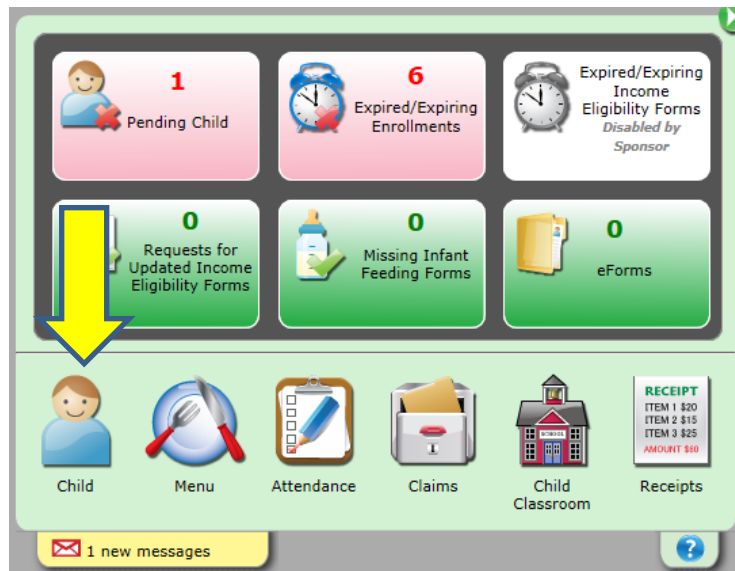 1
Pending Child
6
Expired/Expiring
Enrollments
Expired/Expiring
Income
Eligibility Forms
Disabled by
Sponsor
0
Requests for
Updated Income
Eligibility Forms
0
Missing Infant
Feeding Forms
0
eForms
Child
Menu
Attendance
Claims
SCHOOL
Child
Classroom
RECEIPT
ITEM 1 $20
ITEM 2 $15
ITEM 3 $25
AMOUNT $60
Receipts
1 new messages
?